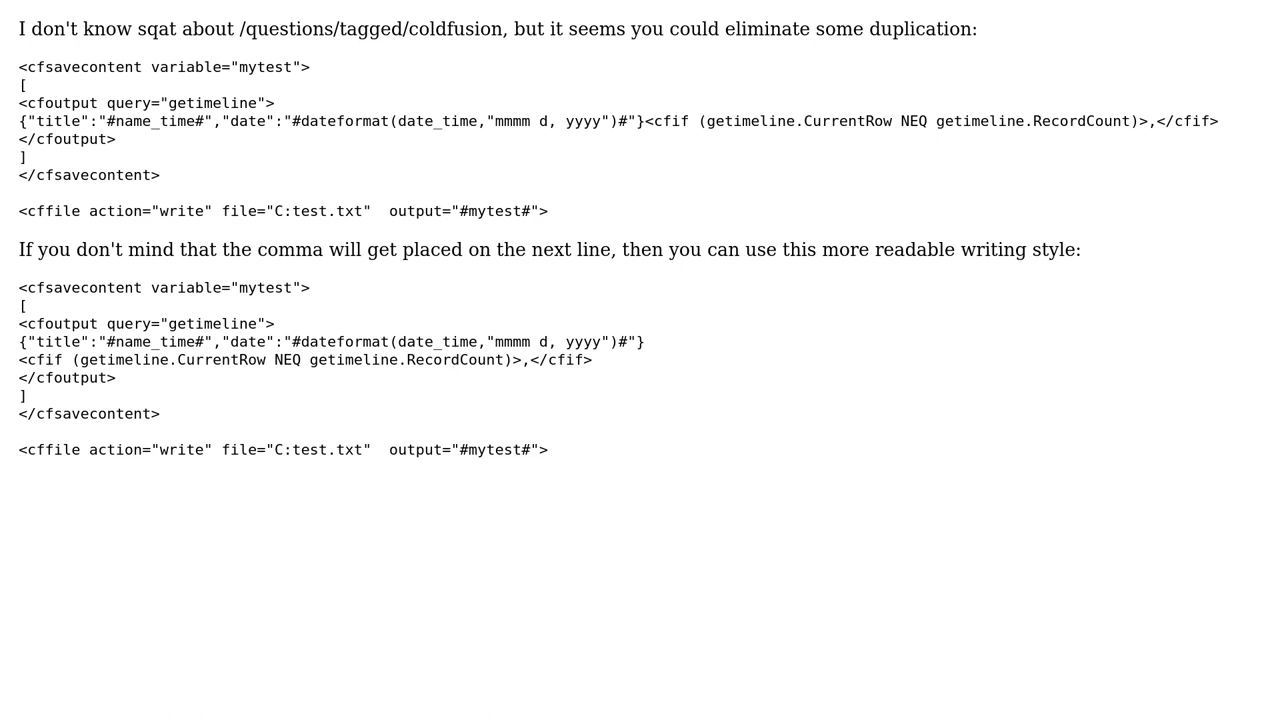 I don't know sqat about /questions/tagged/coldfusion, but it seems you could eliminate some duplication:
<cfsavecontent variable="mytest">
[
<cfoutput query="getimeline">
{"title":"#name_time#","date":"#dateformat(date_time,"mmmm d, yyyy")#"}<cfif (getimeline.CurrentRow NEQ getimeline.RecordCount)>,</cfif>
</cfoutput>
]
</cfsavecontent>
<cffile action="write" file="C:test.txt"  output="#mytest#">
If you don't mind that the comma will get placed on the next line, then you can use this more readable writing style:
<cfsavecontent variable="mytest">
[
<cfoutput query="getimeline">
{"title":"#name_time#","date":"#dateformat(date_time,"mmmm d, yyyy")#"}
<cfif (getimeline.CurrentRow NEQ getimeline.RecordCount)>,</cfif>
</cfoutput>
]
</cfsavecontent>
<cffile action="write" file="C:test.txt"  output="#mytest#">